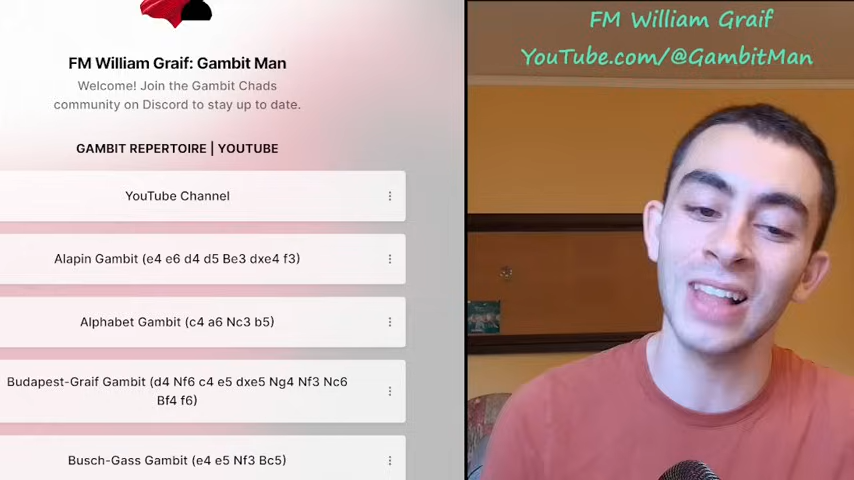 FM William Graif: Gambit Man
Welcome! Join the Gambit Chads
community on Discord to stay up to date.
GAMBIT REPERTOIRE | YOUTUBE
YouTube Channel
Alapin Gambit (e4 e6 d4 d5 Be3 dxe4 f3)
Alphabet Gambit (c4 a6 Nc3 b5)
Budapest-Graif Gambit (d4 Nf6 c4 e5 dxe5 Ng4 Nf3 Nc6
Bf4 f6)
Busch-Gass Gambit (e4 e5 Nf3 Bc5)
FM William Graif
YouTube.com/@GambitMan